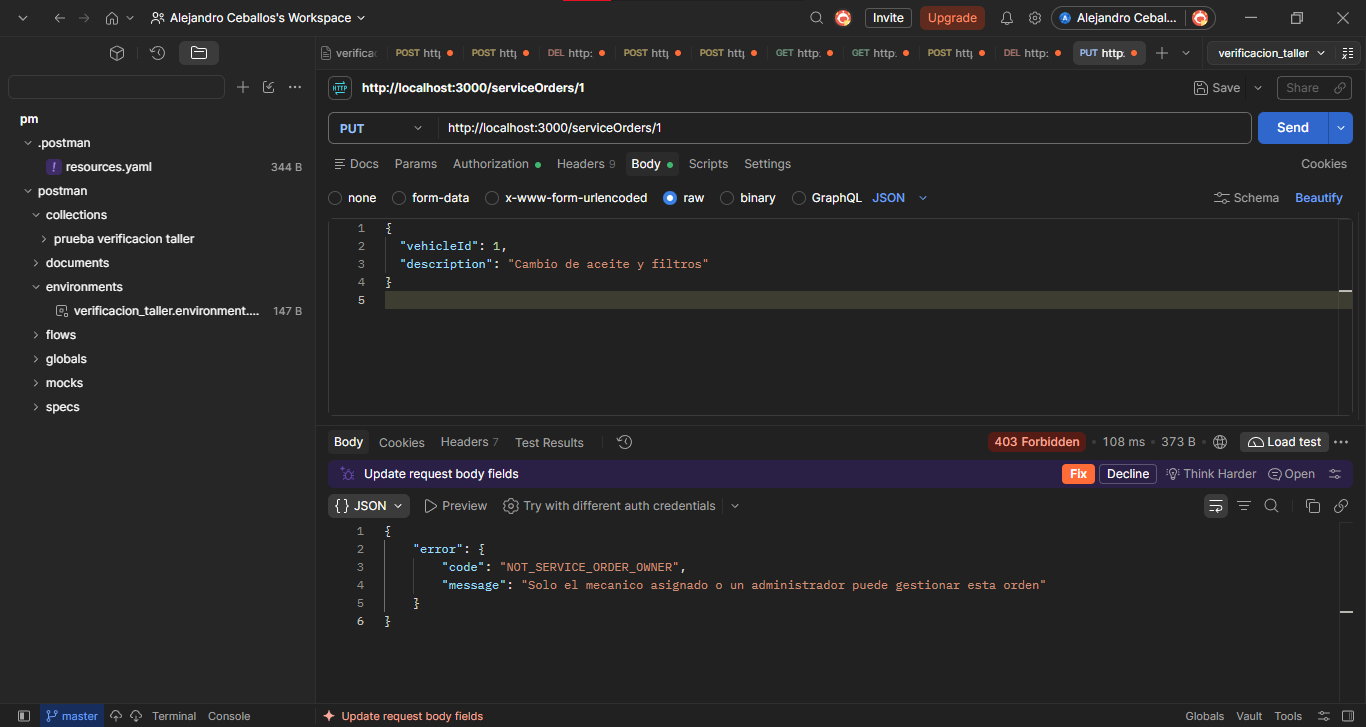 Alejandro Ceballos's Workspace
Invite
Upgrade
Alejandro Cebal...
verificac
POST http
POST http
DEL http:
POST http
POST http
GET http:
GET http:
POST http
DEL http:
PUT http:
verificacion_taller
HTTP
http://localhost:3000/serviceOrders/1
Save
Share
pm
.postman
! resources.yaml 344 B
postman
collections
prueba verificacion taller
documents
environments
verificacion_taller.environment.... 147 B
flows
globals
mocks
specs
PUT
http://localhost:3000/serviceOrders/1
Send
Docs Params Authorization Headers 9 Body Scripts Settings
Cookies
none form-data x-www-form-urlencoded raw binary GraphQL JSON
Schema Beautify
1 {
2 "vehicleId": 1,
3 "description": "Cambio de aceite y filtros"
4 }
5
Body Cookies Headers 7 Test Results
403 Forbidden • 108 ms • 373 B
Load test
Update request body fields
Fix Decline Think Harder Open
{} JSON Preview Try with different auth credentials
1 {
2 "error": {
3 "code": "NOT_SERVICE_ORDER_OWNER",
4 "message": "Solo el mecanico asignado o un administrador puede gestionar esta orden"
5 }
6 }
master Terminal Console
Update request body fields
Globals Vault Tools